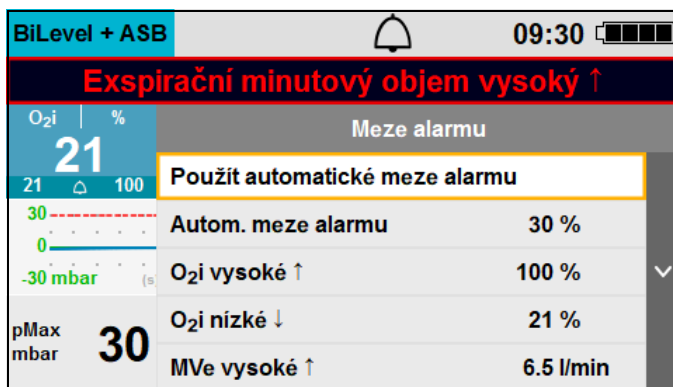 BiLevel + ASB 09:30
Exspirační minutový objem vysoký ↑
O₂i %
21
21 100
Meze alarmu
Použít automatické meze alarmu
Autom. meze alarmu 30 %
O₂i vysoké ↑ 100 %
O₂i nízké ↓ 21 %
MVe vysoké ↑ 6.5 l/min
30
0
-30 mbar (s
pMax
mbar 30